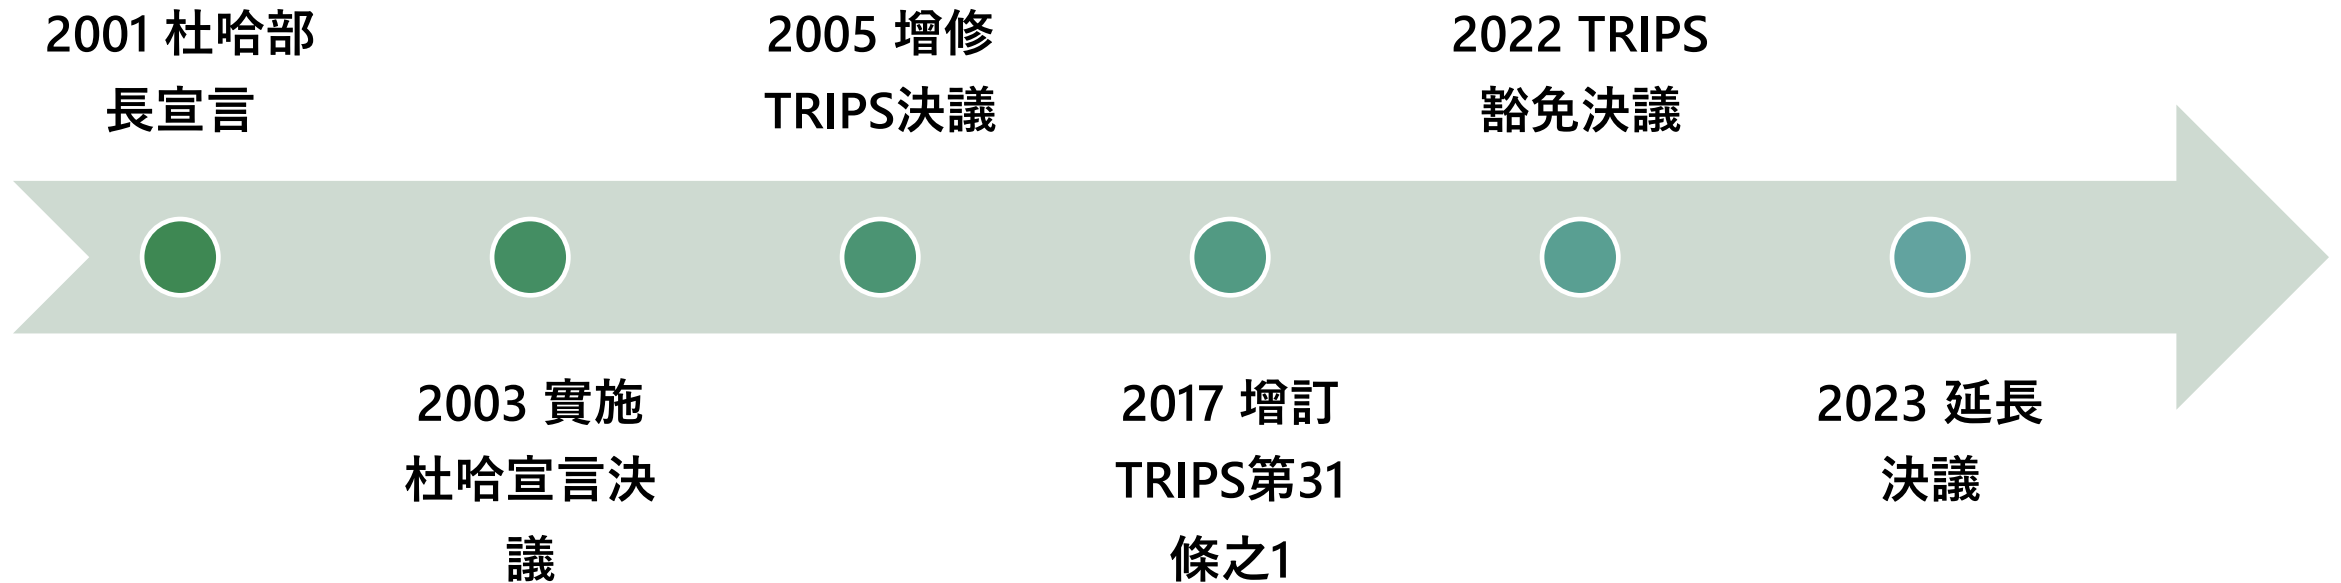 2001 杜哈部
長宣言
2003 實施
杜哈宣言決
議
2005 增修
TRIPS決議
2017 增訂
TRIPS第31
條之1
2022 TRIPS
豁免決議
2023 延長
決議